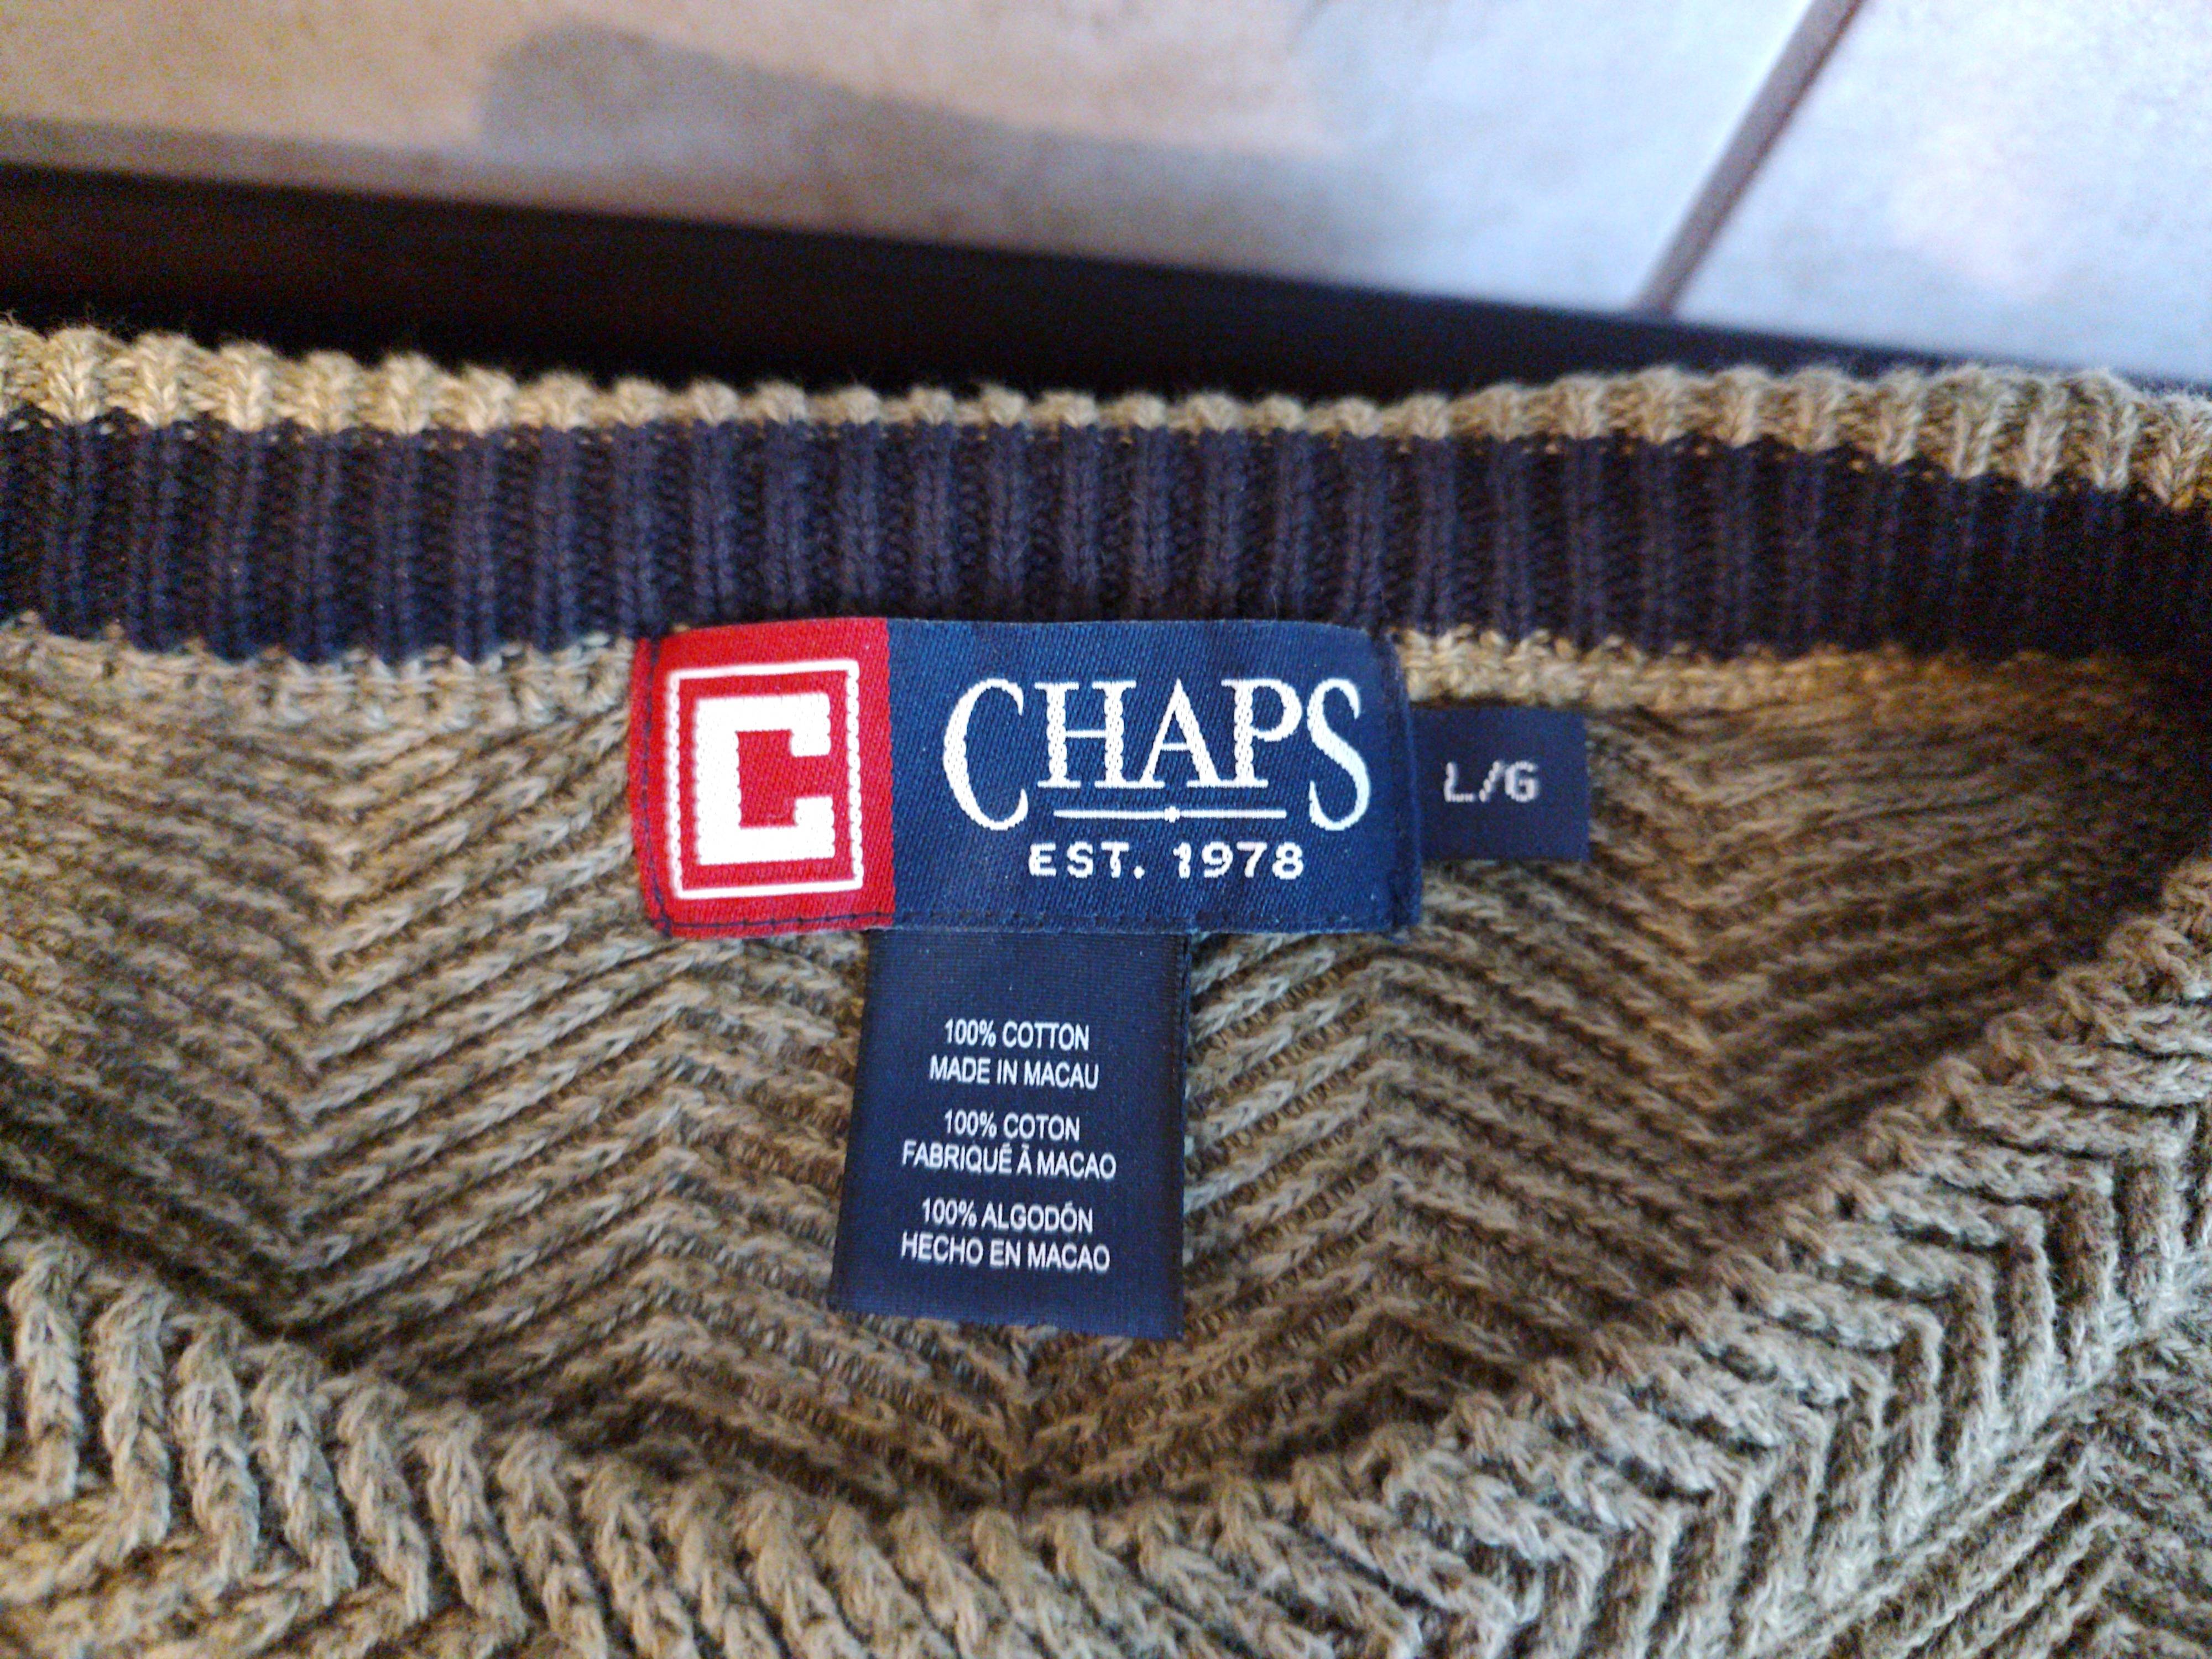 C
CHAPS
EST. 1978
L/G
100% COTTON
MADE IN MACAU
100% COTON
FABRIQUÉ Ã MACAO
100% ALGODÓN
HECHO EN MACAO